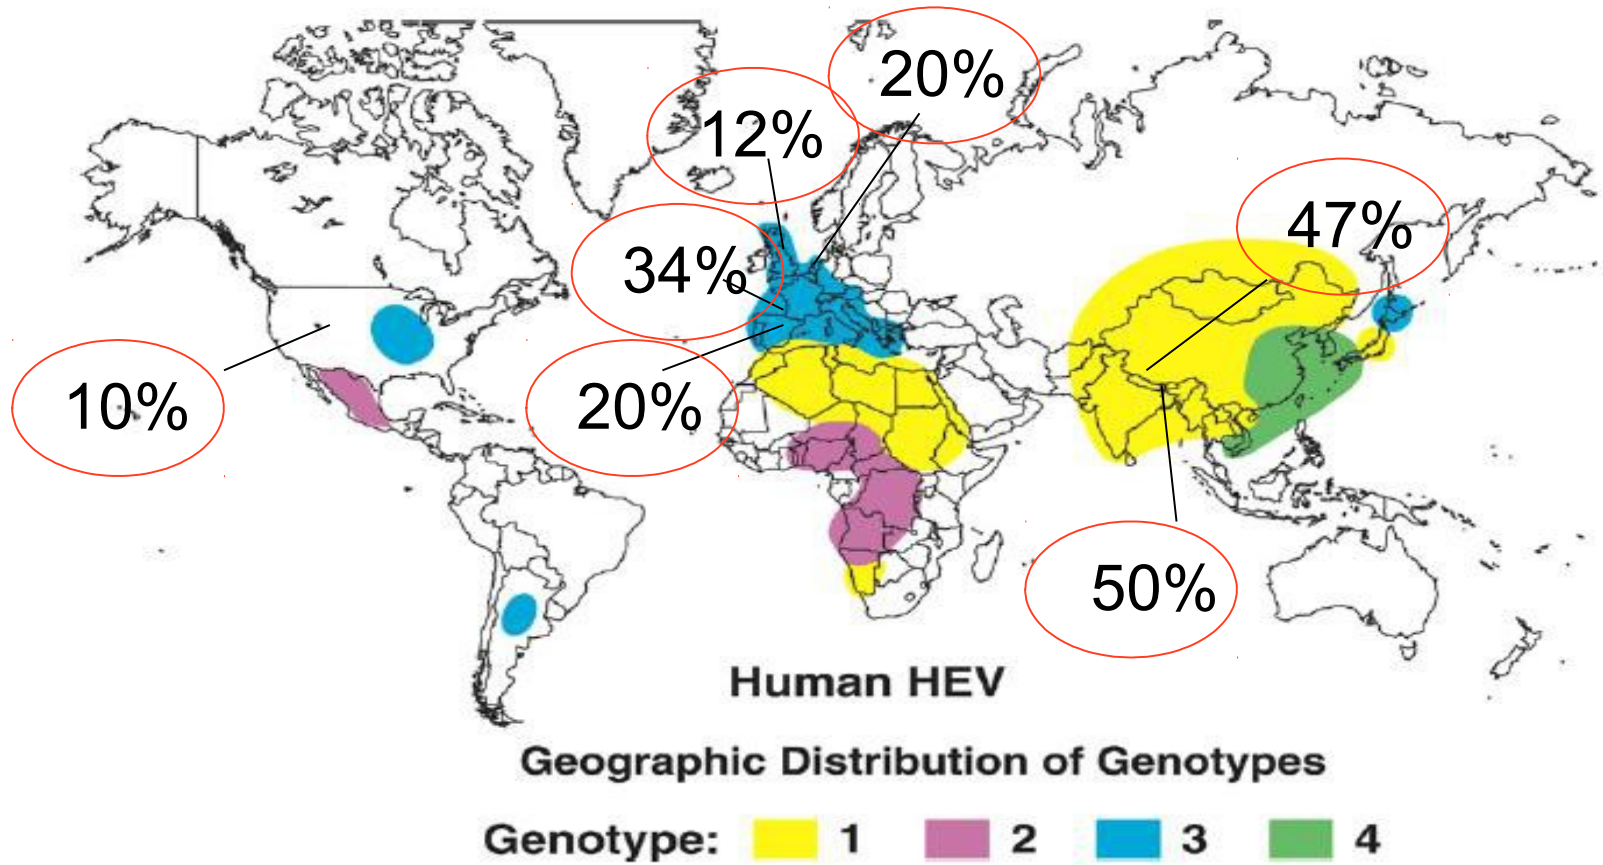 20%
12%
47%
34%
10%
20%
50%
Human HEV
Geographic Distribution of Genotypes
Genotype: 1 2 3 4